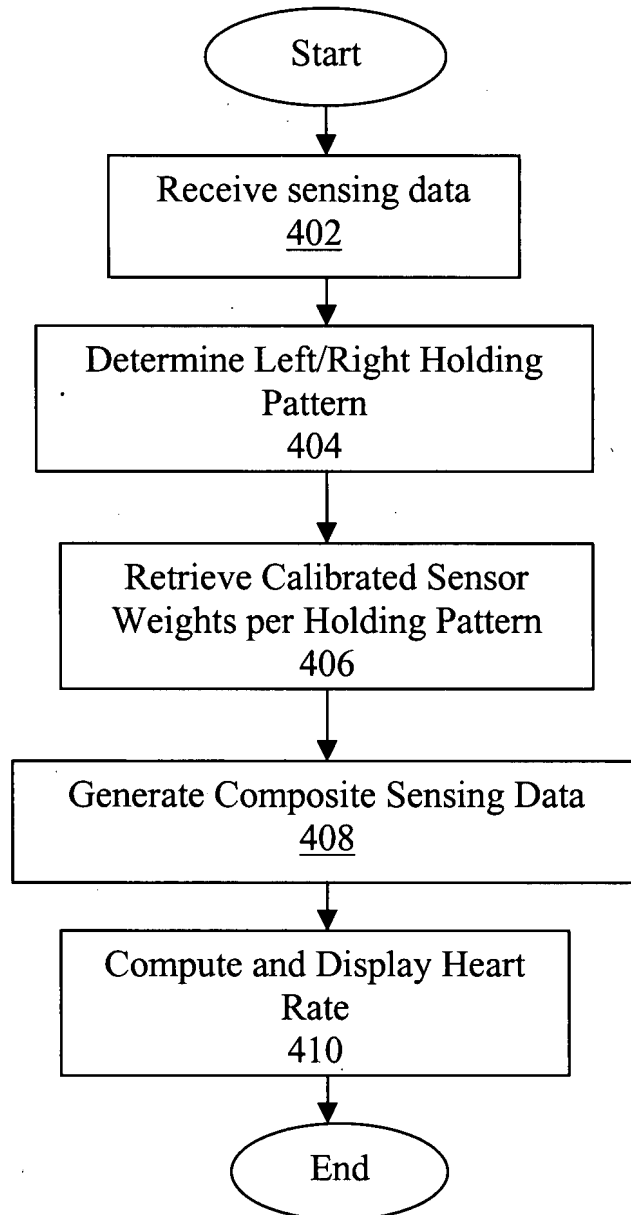 Start
Receive sensing data
402
Determine Left/Right Holding
Pattern
404
Retrieve Calibrated Sensor
Weights per Holding Pattern
406
Generate Composite Sensing Data
408
Compute and Display Heart
Rate
410
End